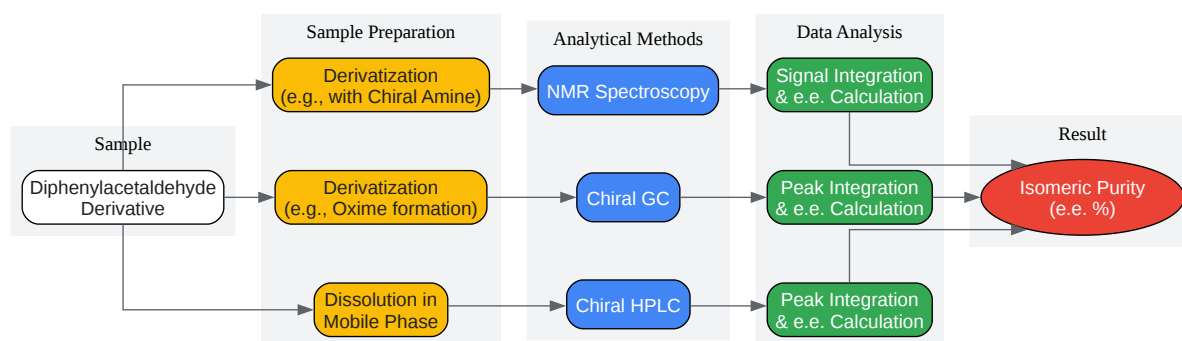 Sample Preparation
Analytical Methods
Data Analysis
Derivatization
(e.g., with Chiral Amine)
NMR Spectroscopy
Signal Integration
& e.e. Calculation
Sample
Result
Diphenylacetaldehyde
Derivative
Derivatization
(e.g., Oxime formation)
Chiral GC
Peak Integration
& e.e. Calculation
Isomeric Purity
(e.e. %)
Dissolution in
Mobile Phase
Chiral HPLC
Peak Integration
& e.e. Calculation